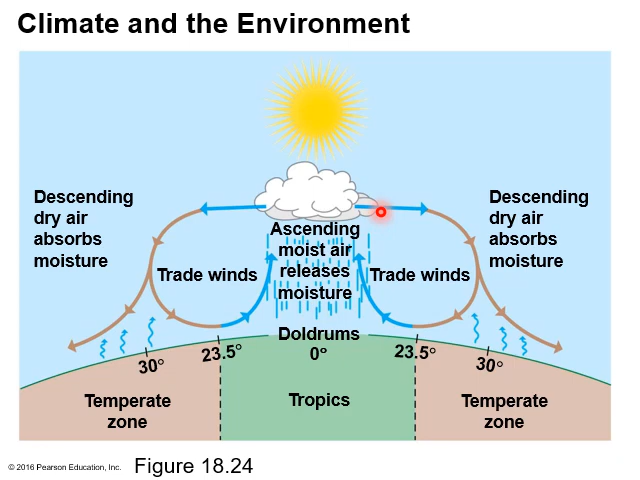 Climate and the Environment
Descending
dry air
absorbs
moisture
Ascending
moist air
releases
moisture
Descending
dry air
absorbs
moisture
Trade winds
Trade winds
Doldrums
30°
23.5°
0°
23.5°
30°
Temperate
zone
Tropics
Temperate
zone
© 2016 Pearson Education, Inc.
Figure 18.24